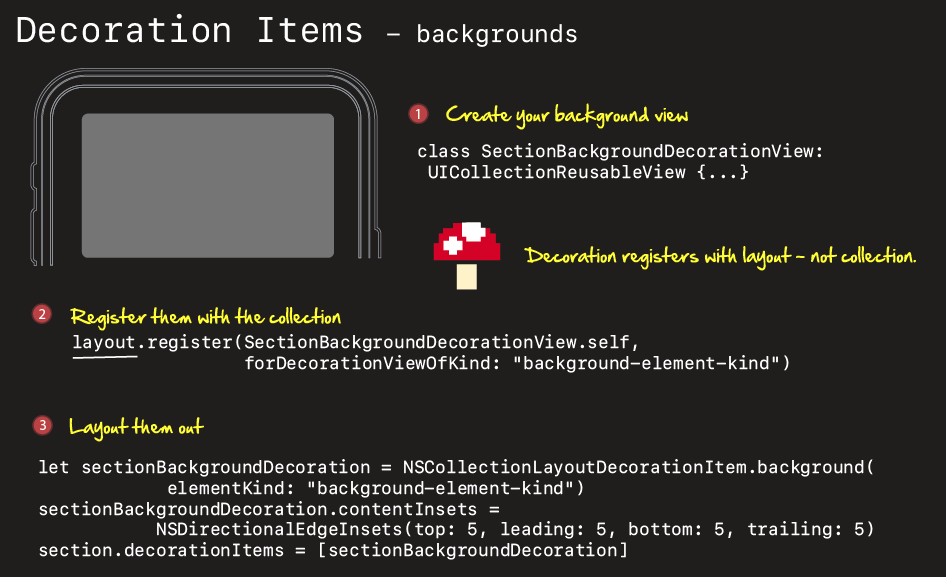 Decoration Items - backgrounds
1 Create your background view
class SectionBackgroundDecorationView:
UICollectionReusableView {...}
Decoration registers with layout - not collection.
2 Register them with the collection
layout.register(SectionBackgroundDecorationView.self,
forDecorationViewOfKind: "background-element-kind")
3 Layout them out
let sectionBackgroundDecoration = NSCollectionLayoutDecorationItem.background(
elementKind: "background-element-kind")
sectionBackgroundDecoration.contentInsets =
NSDirectionalEdgeInsets(top: 5, leading: 5, bottom: 5, trailing: 5)
section.decorationItems = [sectionBackgroundDecoration]